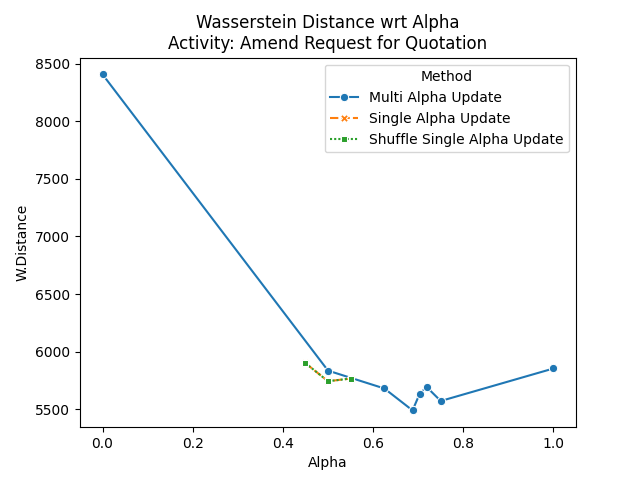 Wasserstein Distance wrt Alpha
Activity: Amend Request for Quotation
Method
Multi Alpha Update
Single Alpha Update
Shuffle Single Alpha Update
W.Distance
8500
8000
7500
7000
6500
6000
5500
0.0 0.2 0.4 0.6 0.8 1.0
Alpha